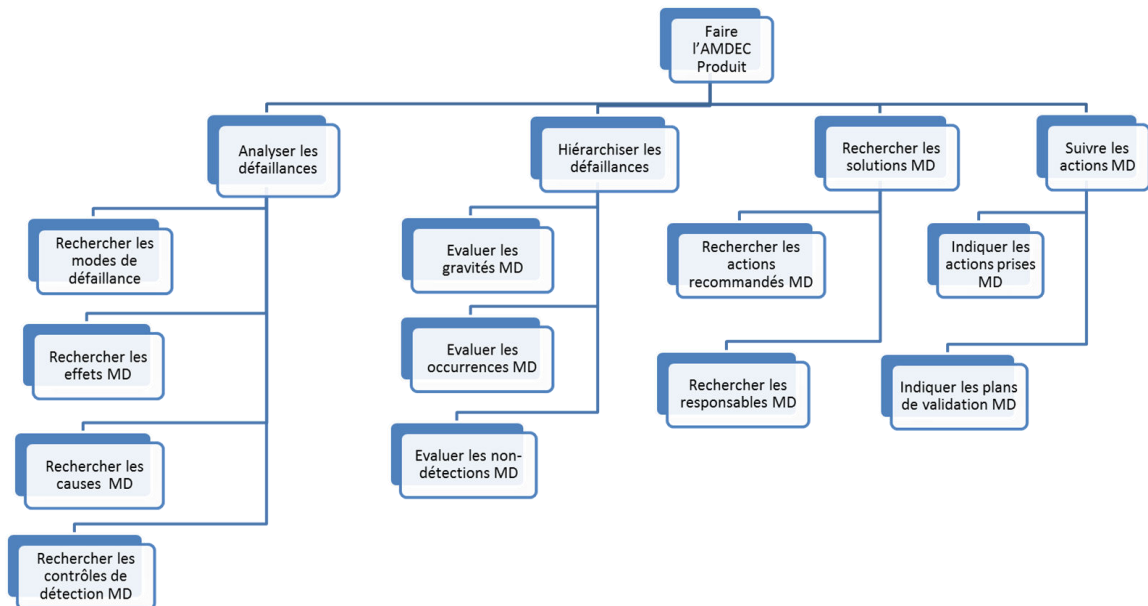 Faire
l'AMDEC
Produit
Analyser les
défaillances
Rechercher les
modes de
défaillance
Rechercher les
effets MD
Rechercher les
causes MD
Rechercher les
contrôles de
détection MD
Hiérarchiser les
défaillances
Evaluer les
gravités MD
Evaluer les
occurrences MD
Evaluer les non-
détections MD
Rechercher les
solutions MD
Rechercher les
actions
recommandés MD
Rechercher les
responsables MD
Suivre les
actions MD
Indiquer les
actions prises
MD
Indiquer les plans
de validation MD